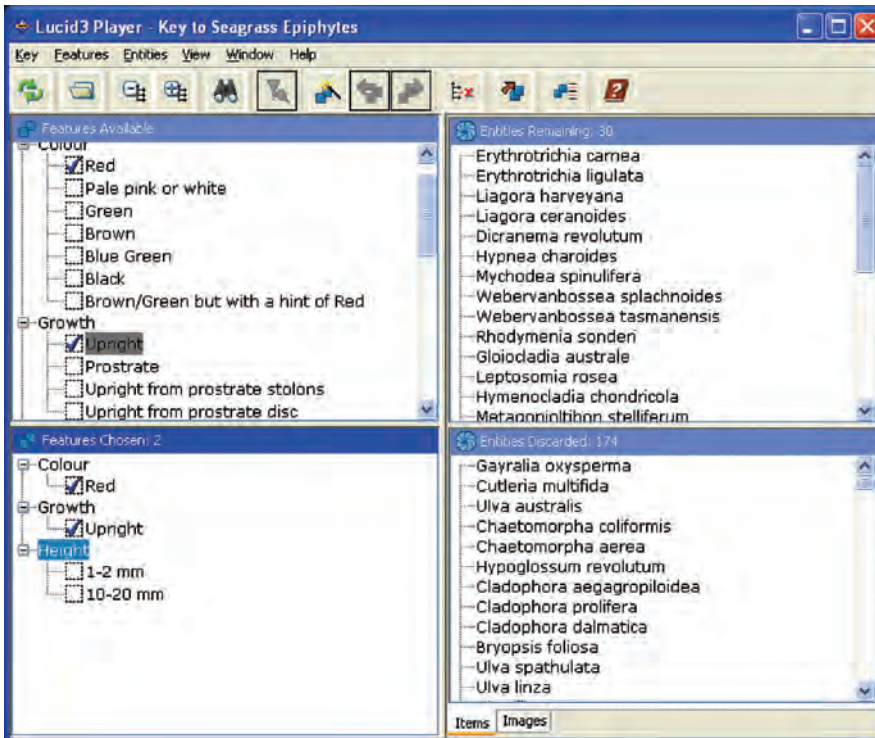 Lucid3 Player - Key to Seagrass Epiphytes
Key Features Entities View Window Help
Features Available
Colour
Red
Pale pink or white
Green
Brown
Blue Green
Black
Brown/Green but with a hint of Red
Growth
Upright
Prostrate
Upright from prostrate stolons
Upright from prostrate disc
Entities Remaining: 30
Erythrotrichia carnea
Erythrotrichia ligulata
Liagora harveyana
Liagora ceranoides
Dicranema revolutum
Hypnea charoides
Mychodea spinulifera
Webervanbossea splachnoides
Webervanbossea tasmanensis
Rhodymenia sonderi
Gloiocladia australe
Leptosomia rosea
Hymenocladia chondricola
Metagoniolithon stelliferum
Features Chosen: 2
Colour
Red
Growth
Upright
Height
1-2 mm
10-20 mm
Entities Discarded: 174
Gayralia oxysperma
Cutleria multifida
Ulva australis
Chaetomorpha coliformis
Chaetomorpha aerea
Hypoglossum revolutum
Cladophora aegagropiloidea
Cladophora prolifera
Cladophora dalmatica
Bryopsis foliosa
Ulva spathulata
Ulva linza
Items Images